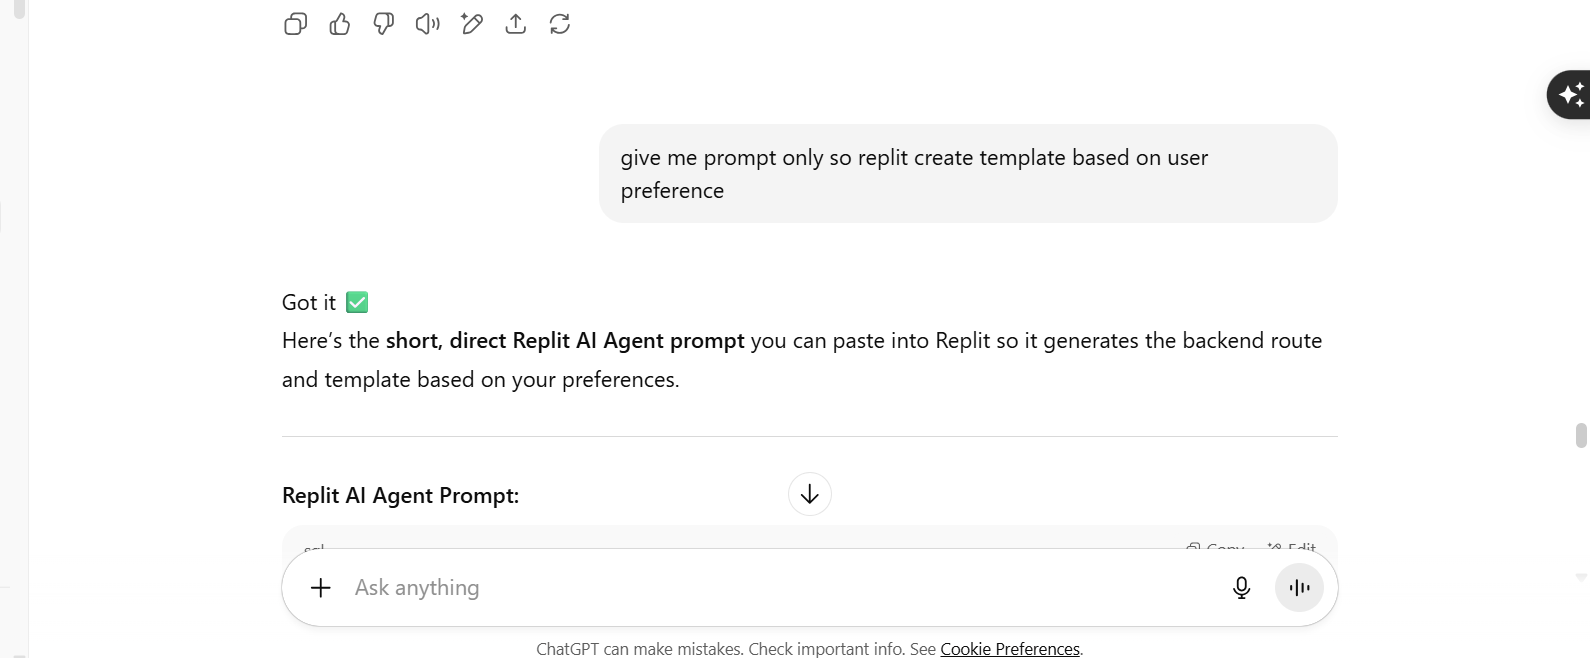 give me prompt only so replit create template based on user
preference
Got it ✅
Here’s the short, direct Replit AI Agent prompt you can paste into Replit so it generates the backend route
and template based on your preferences.
Replit AI Agent Prompt:
sql Copy Edit
Ask anything
ChatGPT can make mistakes. Check important info. See Cookie Preferences.